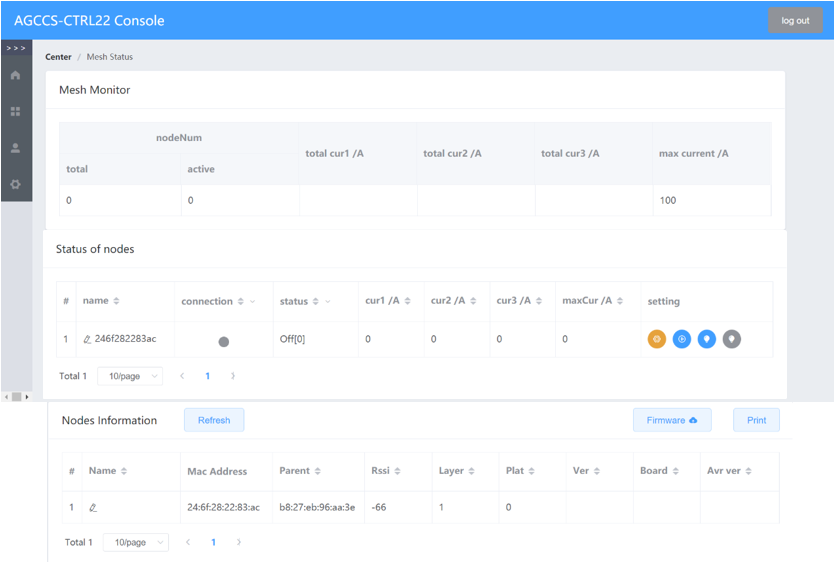 AGCCS-CTRL22 Console
log out
> > >
Center / Mesh Status
Mesh Monitor
nodeNum
total cur1 /A total cur2 /A total cur3 /A max current /A
total active
0 0 100
Status of nodes
# name connection status cur1 /A cur2 /A cur3 /A maxCur /A setting
1 246f282283ac Off[0] 0 0 0 0
Total 1 10/page < 1 >
Nodes Information Refresh Firmware Print
# Name Mac Address Parent Rssi Layer Plat Ver Board Avr ver
1 24:6f:28:22:83:ac b8:27:eb:96:aa:3e -66 1 0
Total 1 10/page < 1 >